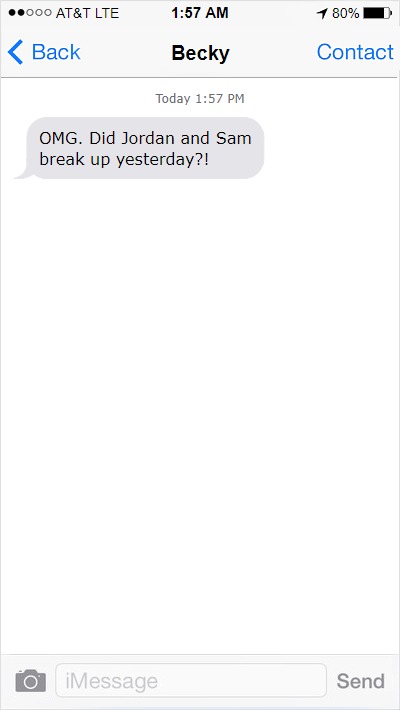 AT&T LTE 1:57 AM 80%
Back Becky Contact
Today 1:57 PM
OMG. Did Jordan and Sam
break up yesterday?!
iMessage Send